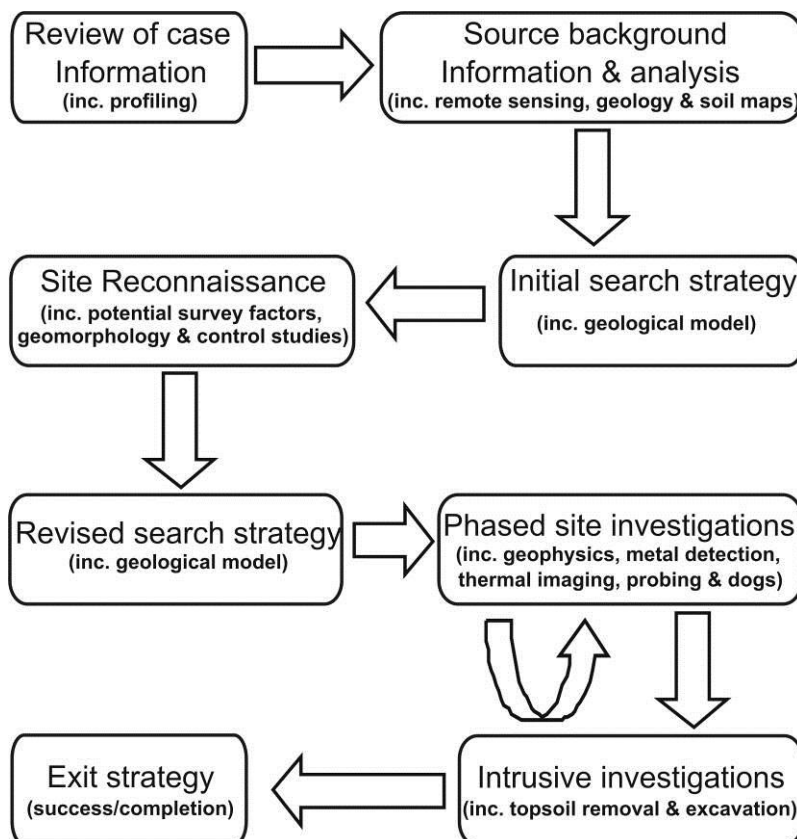 Review of case
Information
(inc. profiling)
Source background
Information & analysis
(inc. remote sensing, geology & soil maps)
Initial search strategy
(inc. geological model)
Site Reconnaissance
(inc. potential survey factors,
geomorphology & control studies)
Revised search strategy
(inc. geological model)
Phased site investigations
(inc. geophysics, metal detection,
thermal imaging, probing & dogs)
Intrusive investigations
(inc. topsoil removal & excavation)
Exit strategy
(success/completion)